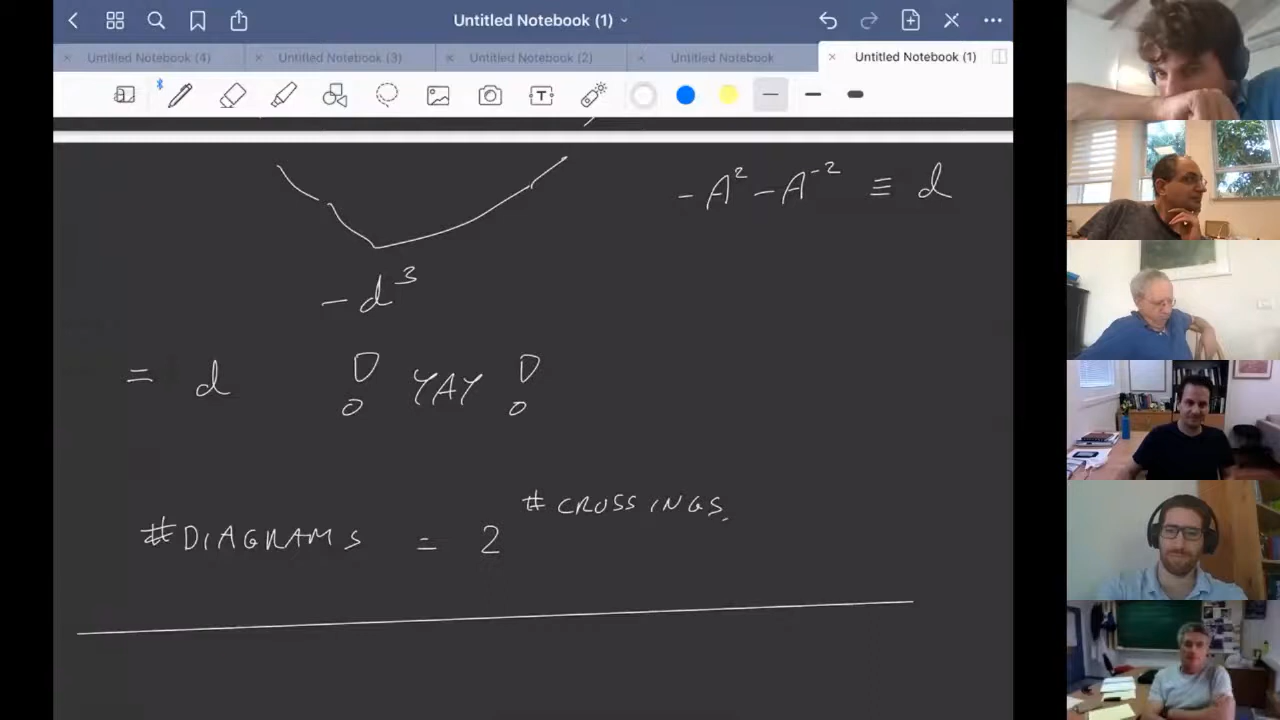 Untitled Notebook (1)
Untitled Notebook (4)
Untitled Notebook (3)
Untitled Notebook (2)
Untitled Notebook
Untitled Notebook (1)
T
-A² - A⁻² ≡ d
- d³
= d YAY
#DIAGRAMS = 2^#CROSSINGS.